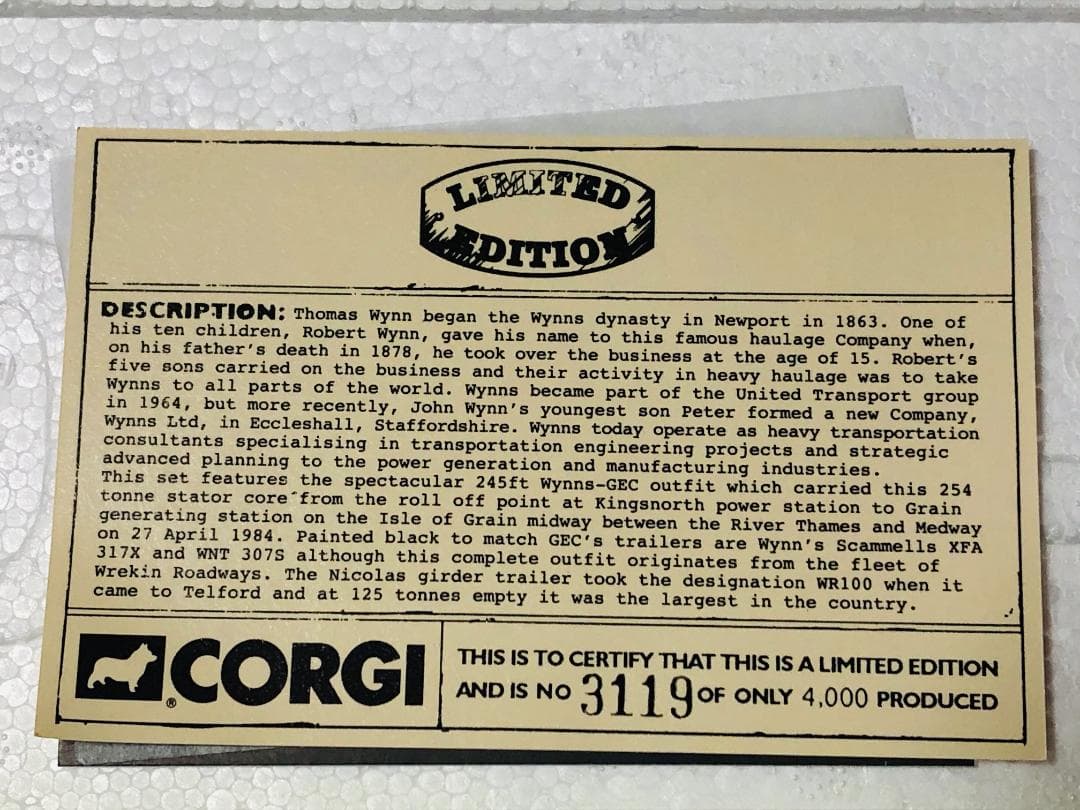 LIMITED
EDITION
DESCRIPTION: Thomas Wynn began the Wynns dynasty in Newport in 1863. One of
his ten children, Robert Wynn, gave his name to this famous haulage Company when,
on his father's death in 1878, he took over the business at the age of 15. Robert's
five sons carried on the business and their activity in heavy haulage was to take
Wynns to all parts of the world. Wynns became part of the United Transport group
in 1964, but more recently, John Wynn's youngest son Peter formed a new Company,
Wynns Ltd, in Eccleshall, Staffordshire. Wynns today operate as heavy transportation
consultants specialising in transportation engineering projects and strategic
advanced planning to the power generation and manufacturing industries.
This set features the spectacular 245ft Wynns-GEC outfit which carried this 254
tonne stator core from the roll off point at Kingsnorth power station to Grain
generating station on the Isle of Grain midway between the River Thames and Medway
on 27 April 1984. Painted black to match GEC's trailers are Wynn's Scammells XFA
317X and WNT 307S although this complete outfit originates from the fleet of
Wrekin Roadways. The Nicolas girder trailer took the designation WR100 when it
came to Telford and at 125 tonnes empty it was the largest in the country.
®CORGI
THIS IS TO CERTIFY THAT THIS IS A LIMITED EDITION
AND IS NO 3119 OF ONLY 4,000 PRODUCED